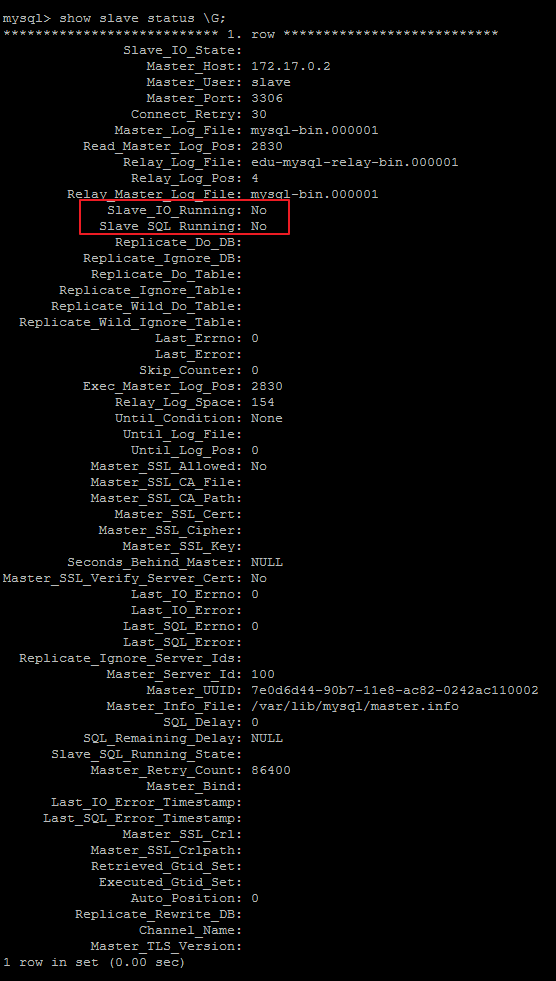 mysql> show slave status \G;
*************************** 1. row ***************************
Slave_IO_State:
Master_Host: 172.17.0.2
Master_User: slave
Master_Port: 3306
Connect_Retry: 30
Master_Log_File: mysql-bin.000001
Read_Master_Log_Pos: 2830
Relay_Log_File: edu-mysql-relay-bin.000001
Relay_Log_Pos: 4
Relay_Master_Log_File: mysql-bin.000001
Slave_IO_Running: No
Slave_SQL_Running: No
Replicate_Do_DB:
Replicate_Ignore_DB:
Replicate_Do_Table:
Replicate_Ignore_Table:
Replicate_Wild_Do_Table:
Replicate_Wild_Ignore_Table:
Last_Errno: 0
Last_Error:
Skip_Counter: 0
Exec_Master_Log_Pos: 2830
Relay_Log_Space: 154
Until_Condition: None
Until_Log_File:
Until_Log_Pos: 0
Master_SSL_Allowed: No
Master_SSL_CA_File:
Master_SSL_CA_Path:
Master_SSL_Cert:
Master_SSL_Cipher:
Master_SSL_Key:
Seconds_Behind_Master: NULL
Master_SSL_Verify_Server_Cert: No
Last_IO_Errno: 0
Last_IO_Error:
Last_SQL_Errno: 0
Last_SQL_Error:
Replicate_Ignore_Server_Ids:
Master_Server_Id: 100
Master_UUID: 7e0d6d44-90b7-11e8-ac82-0242ac110002
Master_Info_File: /var/lib/mysql/master.info
SQL_Delay: 0
SQL_Remaining_Delay: NULL
Slave_SQL_Running_State:
Master_Retry_Count: 86400
Master_Bind:
Last_IO_Error_Timestamp:
Last_SQL_Error_Timestamp:
Master_SSL_Crl:
Master_SSL_Crlpath:
Retrieved_Gtid_Set:
Executed_Gtid_Set:
Auto_Position: 0
Replicate_Rewrite_DB:
Channel_Name:
Master_TLS_Version:
1 row in set (0.00 sec)